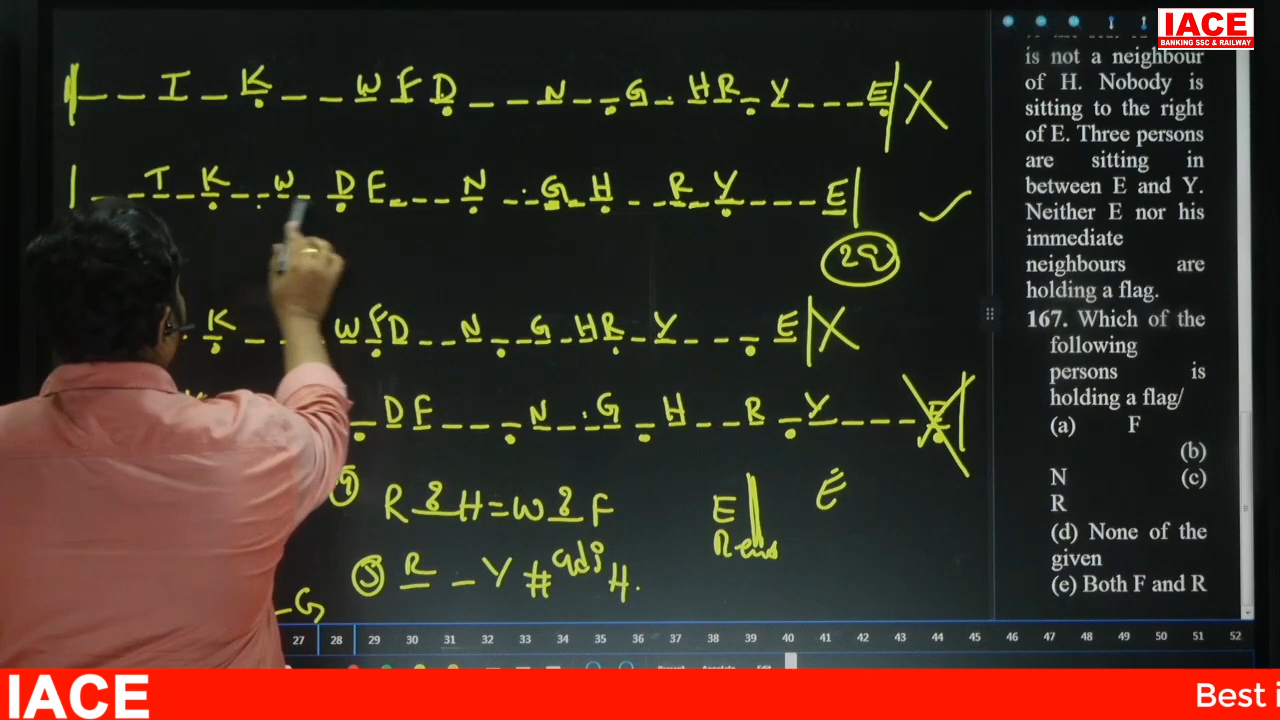 IACE
BANKING SSC & RAILWAY
I K W F D N G H R Y E X
I K W D F N G H R Y E
29
K W F D N G H R Y E X
D F N G H R Y E
R & H = W & F
E
E
R end
R _ Y # adj H.
_ G
is not a neighbour
of H. Nobody is
sitting to the right
of E. Three persons
are sitting in
between E and Y.
Neither E nor his
immediate
neighbours are
holding a flag.
167. Which of the
following
persons is
holding a flag/
(a) F
(b)
N (c)
R
(d) None of the
given
(e) Both F and R
27 28 29 30 31 32 33 34 35 36 37 38 39 40 41 42 43 44 45 46 47 48 49 50 51 52
IACE
Best i